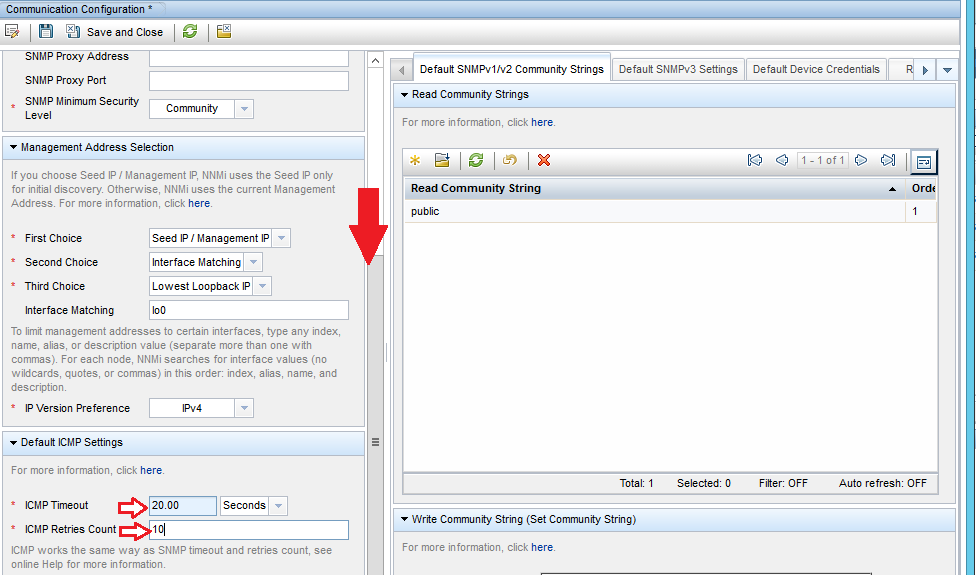 Communication Configuration *
Save and Close
SNMP Proxy Address
SNMP Proxy Port
* SNMP Minimum Security Level
Community
Management Address Selection
If you choose Seed IP / Management IP, NNMi uses the Seed IP only
for initial discovery. Otherwise, NNMi uses the current Management
Address. For more information, click here.
* First Choice Seed IP / Management IP
* Second Choice Interface Matching
* Third Choice Lowest Loopback IP
Interface Matching lo0
To limit management addresses to certain interfaces, type any index,
name, alias, or description value (separate more than one with
commas). For each node, NNMi searches for interface values (no
wildcards, quotes, or commas) in this order: index, alias, name, and
description.
* IP Version Preference IPv4
Default ICMP Settings
For more information, click here.
* ICMP Timeout 20.00 Seconds
* ICMP Retries Count 10
ICMP works the same way as SNMP timeout and retries count, see
online Help for more information.
Default SNMPv1/v2 Community Strings Default SNMPv3 Settings Default Device Credentials R
Read Community Strings
For more information, click here.
1 - 1 of 1
Read Community String Orde
public 1
Total: 1 Selected: 0 Filter: OFF Auto refresh: OFF
Write Community String (Set Community String)
For more information, click here.